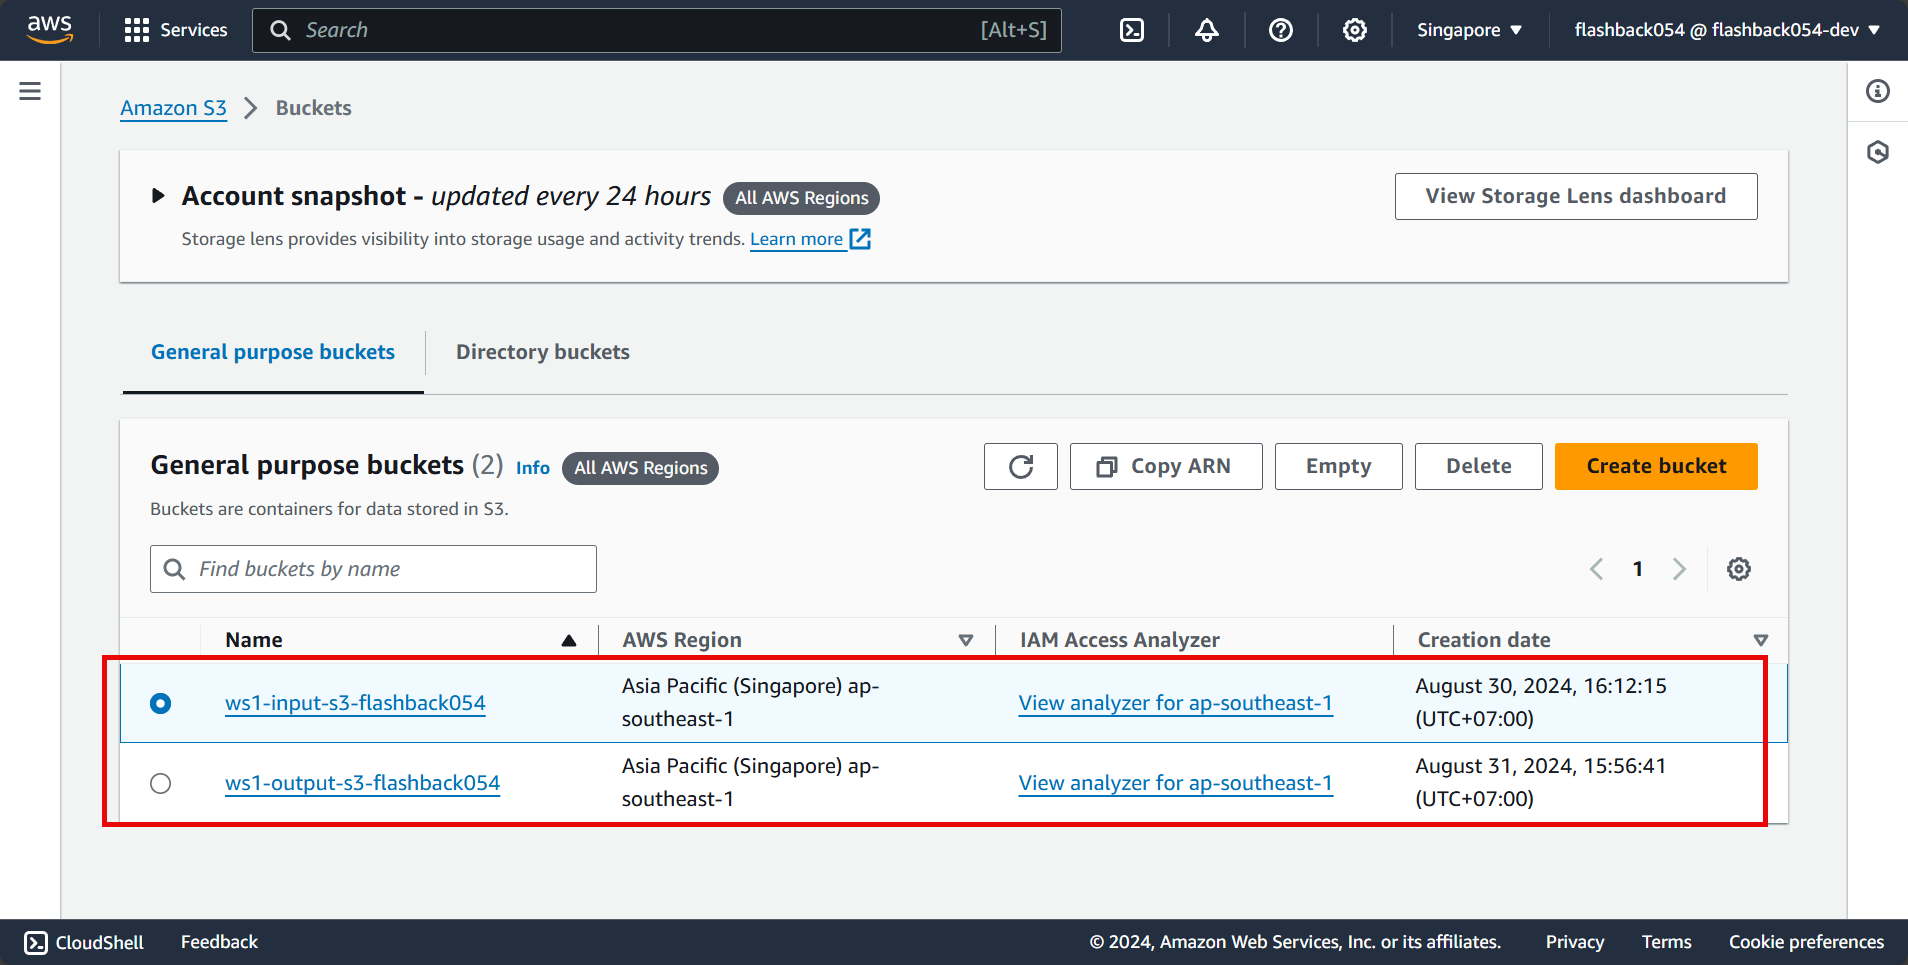 aws
Services
Search [Alt+S]
Singapore
flashback054 @ flashback054-dev
Amazon S3
Buckets
Account snapshot - updated every 24 hours All AWS Regions
View Storage Lens dashboard
Storage lens provides visibility into storage usage and activity trends. Learn more
General purpose buckets
Directory buckets
General purpose buckets (2) Info All AWS Regions
Copy ARN
Empty
Delete
Create bucket
Buckets are containers for data stored in S3.
Find buckets by name
1
Name
AWS Region
IAM Access Analyzer
Creation date
ws1-input-s3-flashback054
Asia Pacific (Singapore) ap-
southeast-1
View analyzer for ap-southeast-1
August 30, 2024, 16:12:15
(UTC+07:00)
ws1-output-s3-flashback054
Asia Pacific (Singapore) ap-
southeast-1
View analyzer for ap-southeast-1
August 31, 2024, 15:56:41
(UTC+07:00)
CloudShell
Feedback
© 2024, Amazon Web Services, Inc. or its affiliates.
Privacy
Terms
Cookie preferences